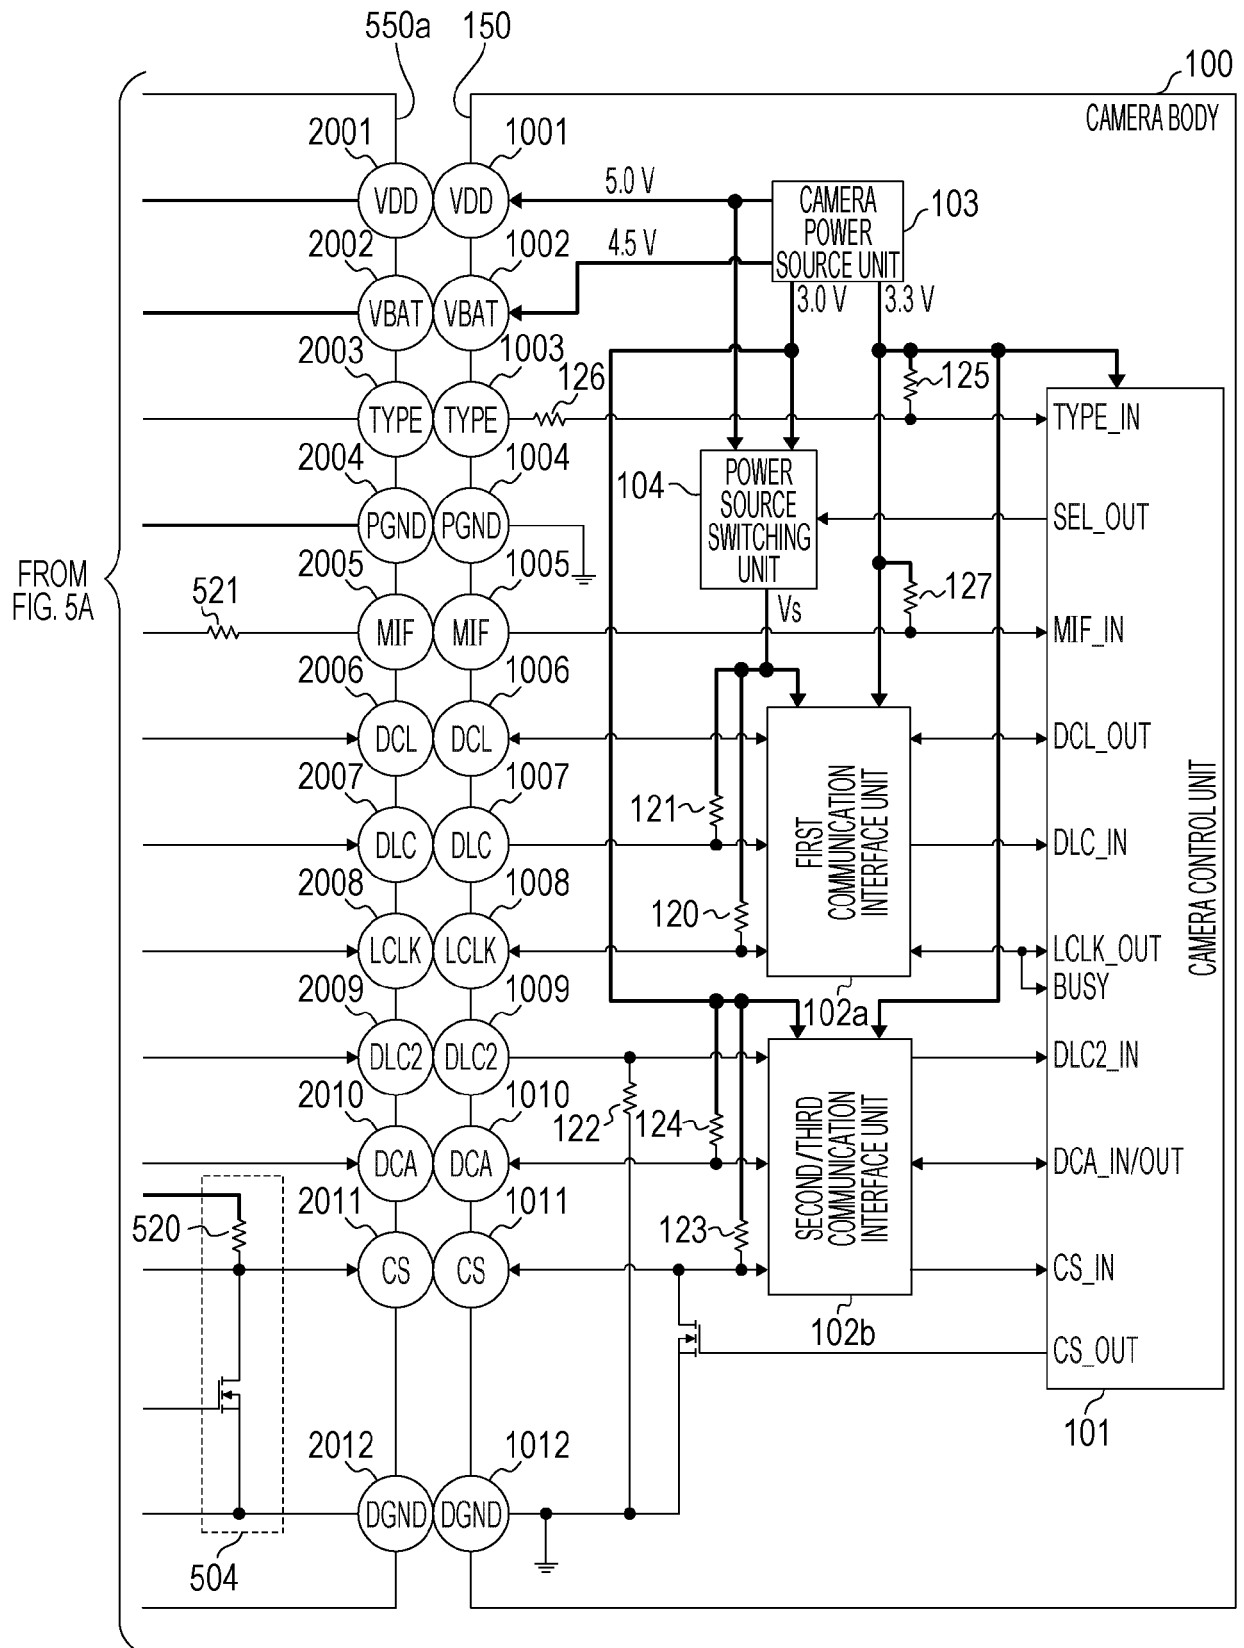 550a
150
100
CAMERA BODY
2001
1001
VDD
VDD
5.0 V
CAMERA
POWER
SOURCE UNIT
103
2002
1002
VBAT
VBAT
4.5 V
3.0 V
3.3 V
2003
1003
TYPE
TYPE
126
125
TYPE_IN
2004
1004
PGND
PGND
104
POWER
SOURCE
SWITCHING
UNIT
SEL_OUT
FROM
FIG. 5A
521
2005
1005
MIF
MIF
Vs
127
MIF_IN
2006
1006
DCL
DCL
DCL_OUT
2007
1007
DLC
DLC
121
FIRST
COMMUNICATION
INTERFACE UNIT
DLC_IN
CAMERA CONTROL UNIT
2008
1008
LCLK
LCLK
120
LCLK_OUT
BUSY
102a
2009
1009
DLC2
DLC2
DLC2_IN
2010
1010
DCA
DCA
122
124
SECOND/THIRD
COMMUNICATION
INTERFACE UNIT
DCA_IN/OUT
520
2011
1011
CS
CS
123
CS_IN
102b
CS_OUT
101
2012
1012
DGND
DGND
504